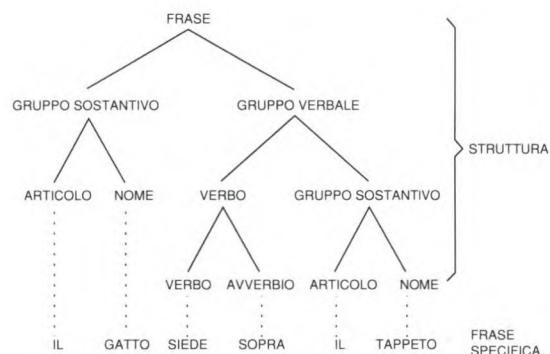 FRASE
GRUPPO SOSTANTIVO GRUPPO VERBALE
STRUTTURA
ARTICOLO NOME VERBO GRUPPO SOSTANTIVO
VERBO AVVERBIO ARTICOLO NOME
IL GATTO SIEDE SOPRA IL TAPPETO FRASE
SPECIFICA